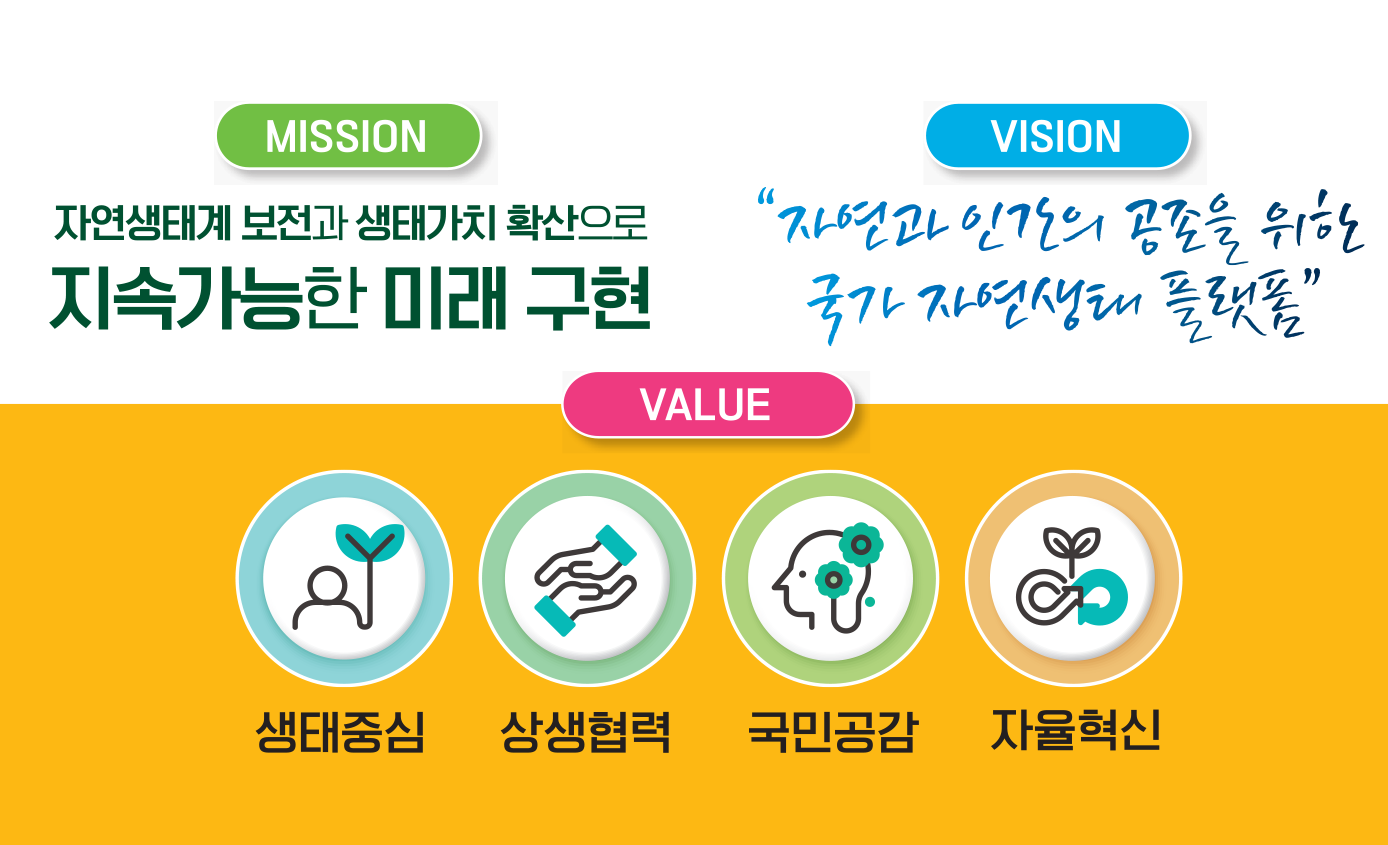 MISSION
자연생태계 보전과 생태가치 확산으로
지속가능한 미래 구현
VISION
“자연과 인간의 공존을 위한
국가 자연생태 플랫폼”
VALUE
생태중심
상생협력
국민공감
자율혁신